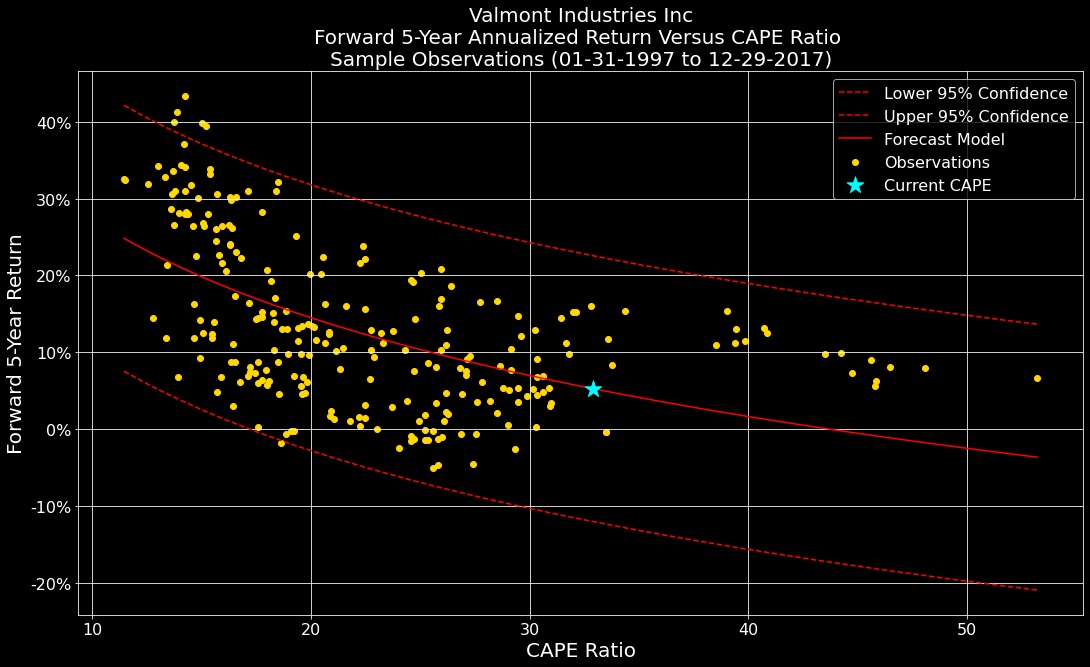 Valmont Industries Inc
Forward 5-Year Annualized Return Versus CAPE Ratio
Sample Observations (01-31-1997 to 12-29-2017)
Lower 95% Confidence
Upper 95% Confidence
Forecast Model
Observations
Current CAPE
Forward 5-Year Return
40%
30%
20%
10%
0%
-10%
-20%
10 20 30 40 50
CAPE Ratio